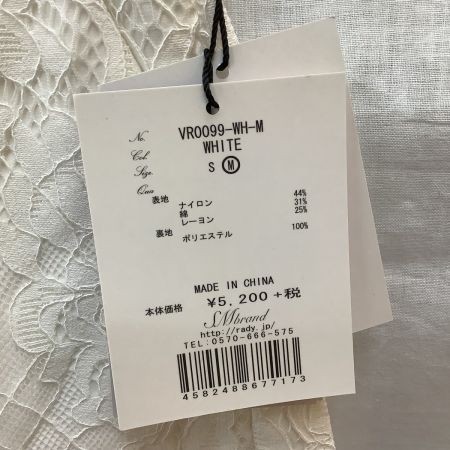 No. VR0099-WH-M
Col. WHITE
Size. S Ⓜ
Qua
表地 ナイロン 44%
綿 31%
レーヨン 25%
裏地 ポリエステル 100%
MADE IN CHINA
本体価格 ¥5,200+税
SMbrand
http://rady.jp/
TEL:0570-666-575
4582488677173